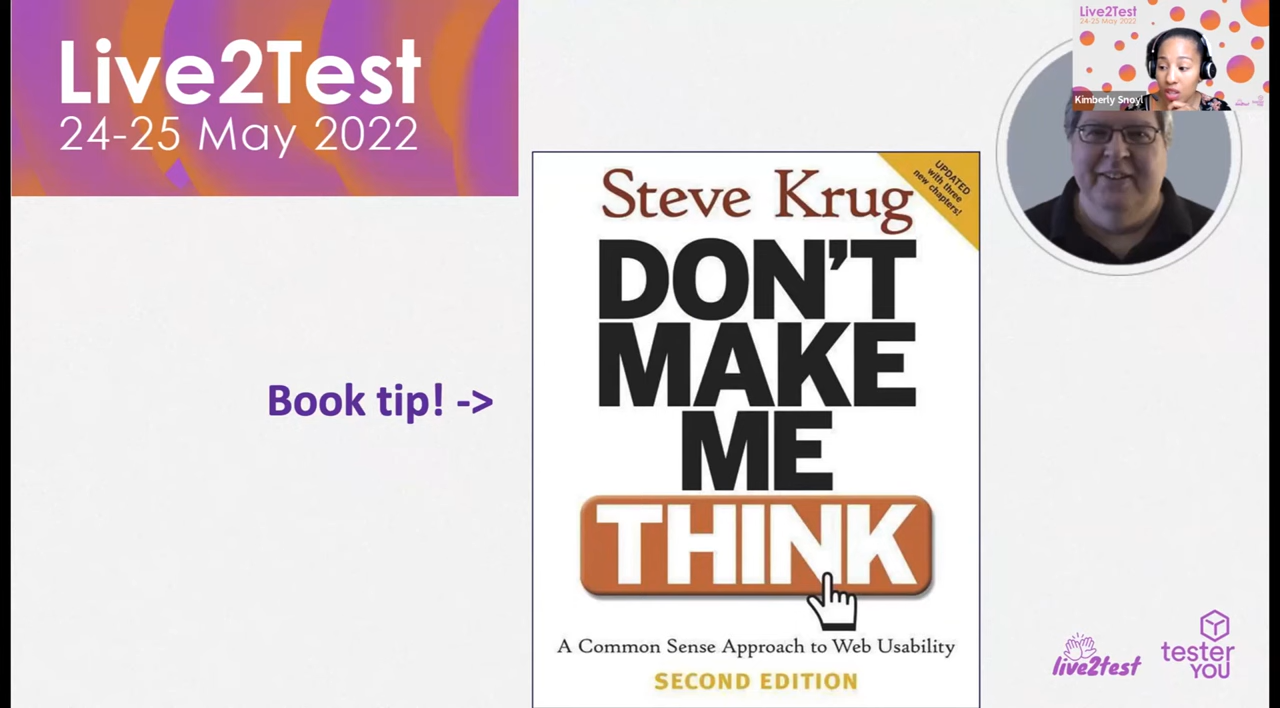 Live2Test
24-25 May 2022
Live2Test
24-25 May 2022
Kimberly Snoyl
Steve Krug
UPDATED
with three
new chapters!
DON'T
MAKE
ME
THINK
Book tip! ->
A Common Sense Approach to Web Usability
SECOND EDITION
live2test
tester
YOU